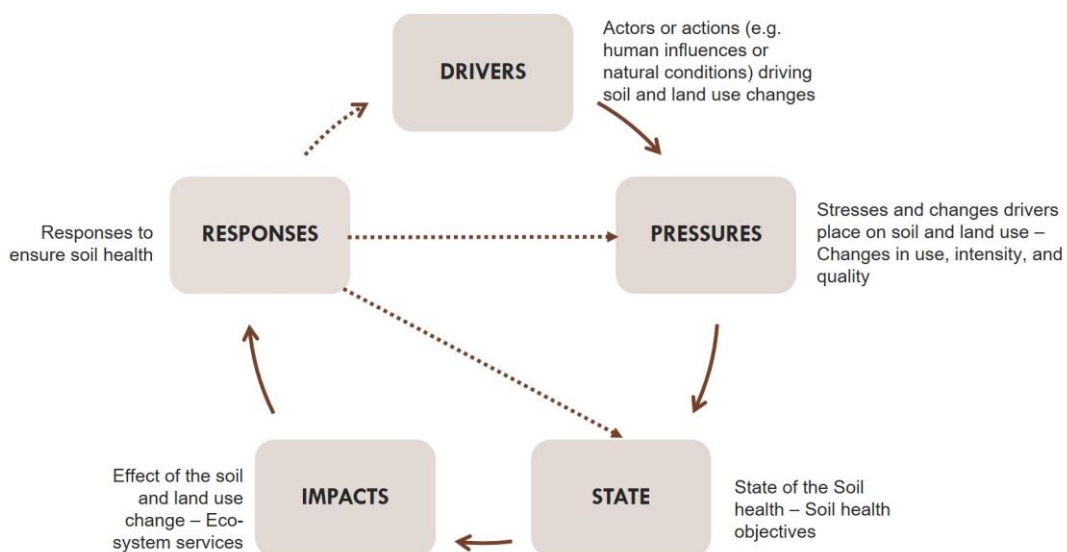 DRIVERS
Actors or actions (e.g.
human influences or
natural conditions) driving
soil and land use changes
Responses to
ensure soil health
RESPONSES
PRESSURES
Stresses and changes drivers
place on soil and land use –
Changes in use, intensity, and
quality
Effect of the soil
and land use
change – Eco-
system services
IMPACTS
STATE
State of the Soil
health – Soil health
objectives